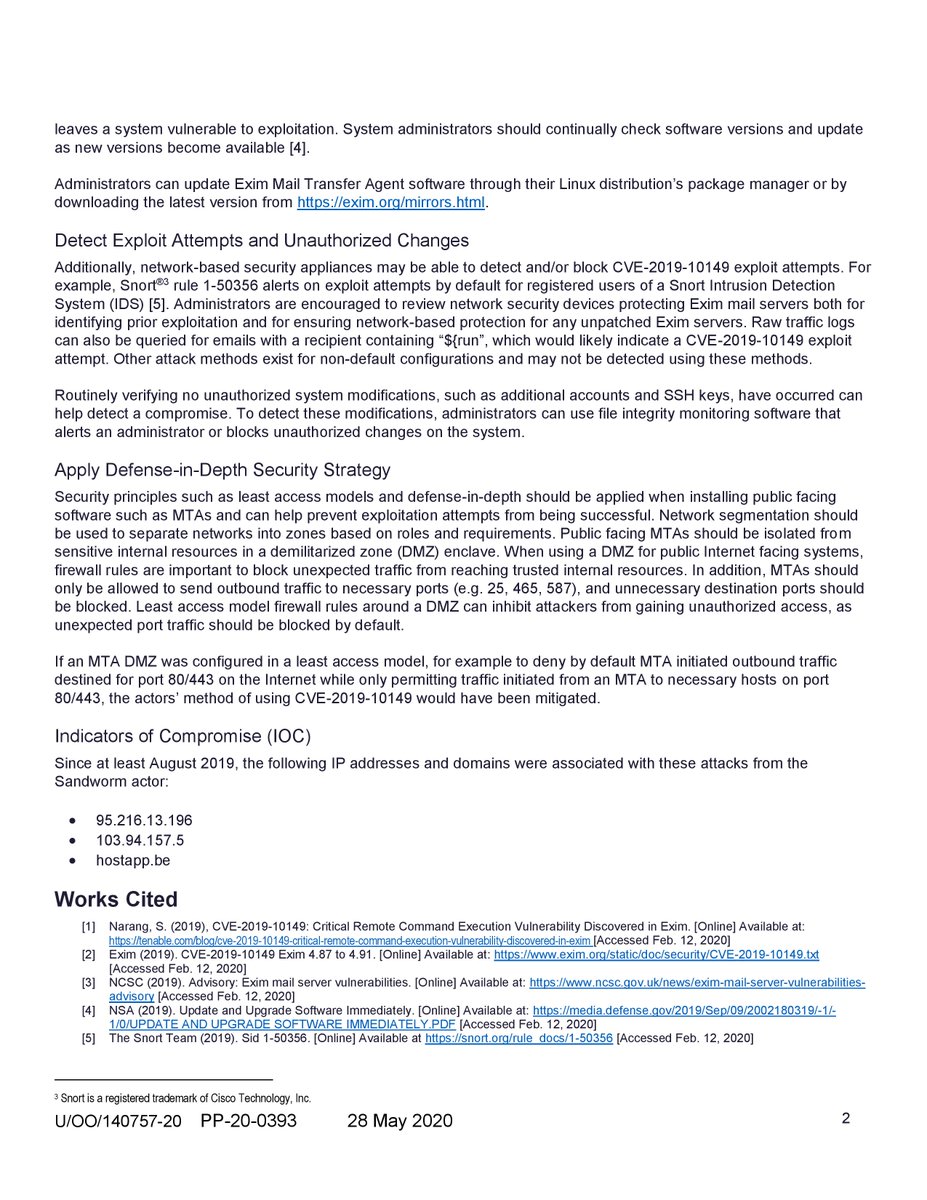 leaves a system vulnerable to exploitation. System administrators should continually check software versions and update
as new versions become available [4].
Administrators can update Exim Mail Transfer Agent software through their Linux distribution’s package manager or by
downloading the latest version from https://exim.org/mirrors.html.
Detect Exploit Attempts and Unauthorized Changes
Additionally, network-based security appliances may be able to detect and/or block CVE-2019-10149 exploit attempts. For
example, Snort®3 rule 1-50356 alerts on exploit attempts by default for registered users of a Snort Intrusion Detection
System (IDS) [5]. Administrators are encouraged to review network security devices protecting Exim mail servers both for
identifying prior exploitation and for ensuring network-based protection for any unpatched Exim servers. Raw traffic logs
can also be queried for emails with a recipient containing “${run”, which would likely indicate a CVE-2019-10149 exploit
attempt. Other attack methods exist for non-default configurations and may not be detected using these methods.
Routinely verifying no unauthorized system modifications, such as additional accounts and SSH keys, have occurred can
help detect a compromise. To detect these modifications, administrators can use file integrity monitoring software that
alerts an administrator or blocks unauthorized changes on the system.
Apply Defense-in-Depth Security Strategy
Security principles such as least access models and defense-in-depth should be applied when installing public facing
software such as MTAs and can help prevent exploitation attempts from being successful. Network segmentation should
be used to separate networks into zones based on roles and requirements. Public facing MTAs should be isolated from
sensitive internal resources in a demilitarized zone (DMZ) enclave. When using a DMZ for public Internet facing systems,
firewall rules are important to block unexpected traffic from reaching trusted internal resources. In addition, MTAs should
only be allowed to send outbound traffic to necessary ports (e.g. 25, 465, 587), and unnecessary destination ports should
be blocked. Least access model firewall rules around a DMZ can inhibit attackers from gaining unauthorized access, as
unexpected port traffic should be blocked by default.
If an MTA DMZ was configured in a least access model, for example to deny by default MTA initiated outbound traffic
destined for port 80/443 on the Internet while only permitting traffic initiated from an MTA to necessary hosts on port
80/443, the actors’ method of using CVE-2019-10149 would have been mitigated.
Indicators of Compromise (IOC)
Since at least August 2019, the following IP addresses and domains were associated with these attacks from the
Sandworm actor:
• 95.216.13.196
• 103.94.157.5
• hostapp.be
Works Cited
[1] Narang, S. (2019), CVE-2019-10149: Critical Remote Command Execution Vulnerability Discovered in Exim. [Online] Available at:
https://tenable.com/blog/cve-2019-10149-critical-remote-command-execution-vulnerability-discovered-in-exim [Accessed Feb. 12, 2020]
[2] Exim (2019). CVE-2019-10149 Exim 4.87 to 4.91. [Online] Available at: https://www.exim.org/static/doc/security/CVE-2019-10149.txt
[Accessed Feb. 12, 2020]
[3] NCSC (2019). Advisory: Exim mail server vulnerabilities. [Online] Available at: https://www.ncsc.gov.uk/news/exim-mail-server-vulnerabilities-
advisory [Accessed Feb. 12, 2020]
[4] NSA (2019). Update and Upgrade Software Immediately. [Online] Available at: https://media.defense.gov/2019/Sep/09/2002180319/-1/-
1/0/UPDATE AND UPGRADE SOFTWARE IMMEDIATELY.PDF [Accessed Feb. 12, 2020]
[5] The Snort Team (2019). Sid 1-50356. [Online] Available at https://snort.org/rule_docs/1-50356 [Accessed Feb. 12, 2020]
3 Snort is a registered trademark of Cisco Technology, Inc.
U/OO/140757-20 PP-20-0393 28 May 2020 2